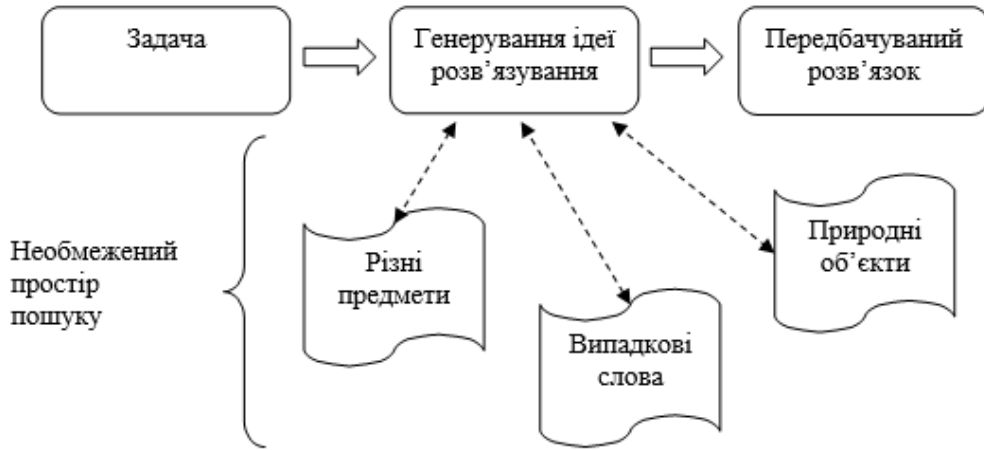 Задача
Генерування ідеї
розв’язування
Передбачуваний
розв’язок
Необмежений
простір
пошуку
Різні
предмети
Випадкові
слова
Природні
об’єкти